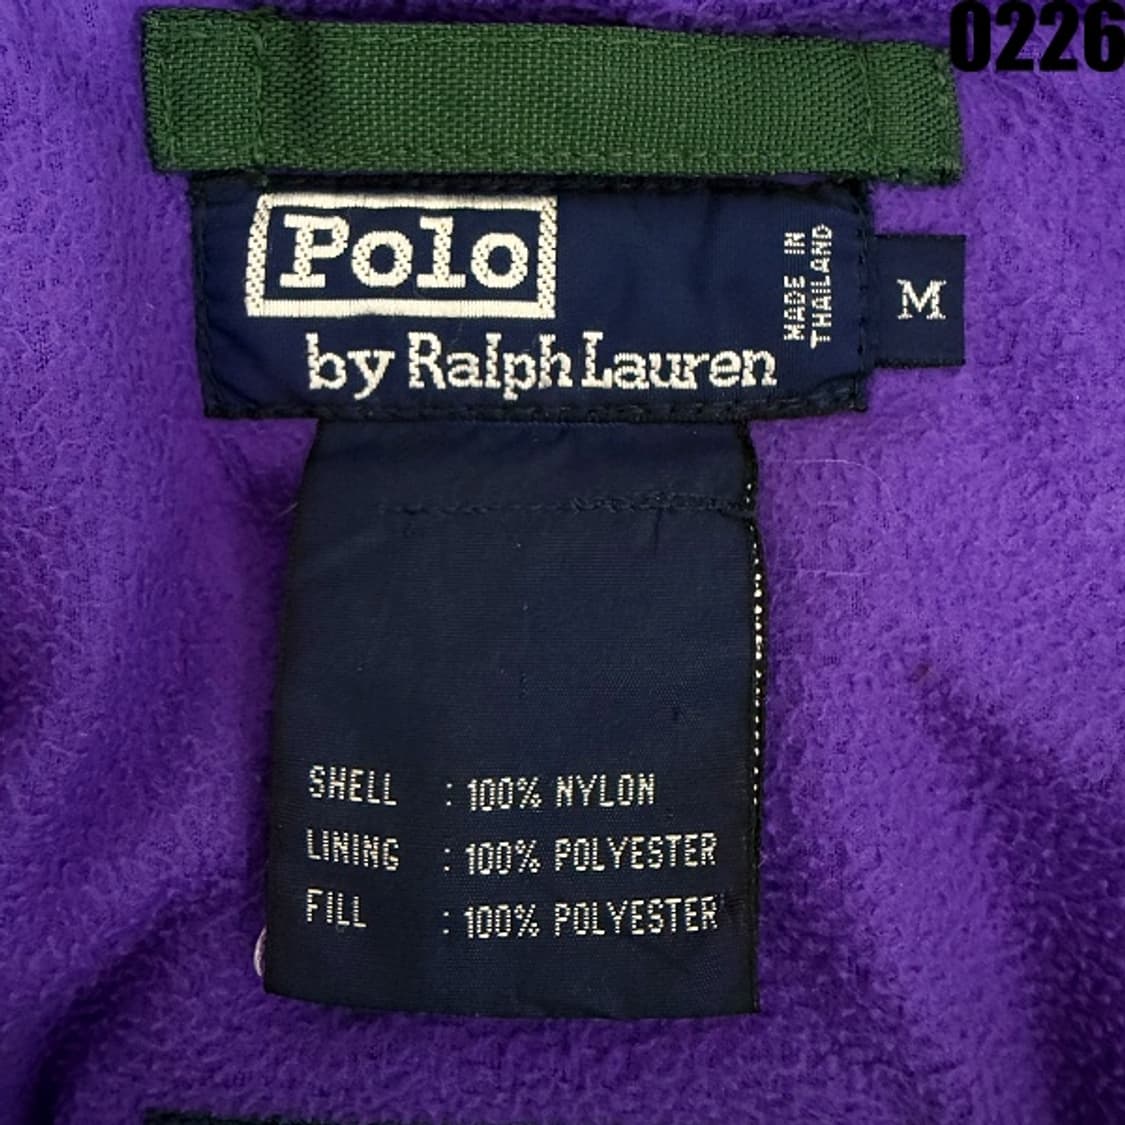 0226
Polo
by Ralph Lauren
MADE IN
THAILAND
M
SHELL : 100% NYLON
LINING : 100% POLYESTER
FILL : 100% POLYESTER